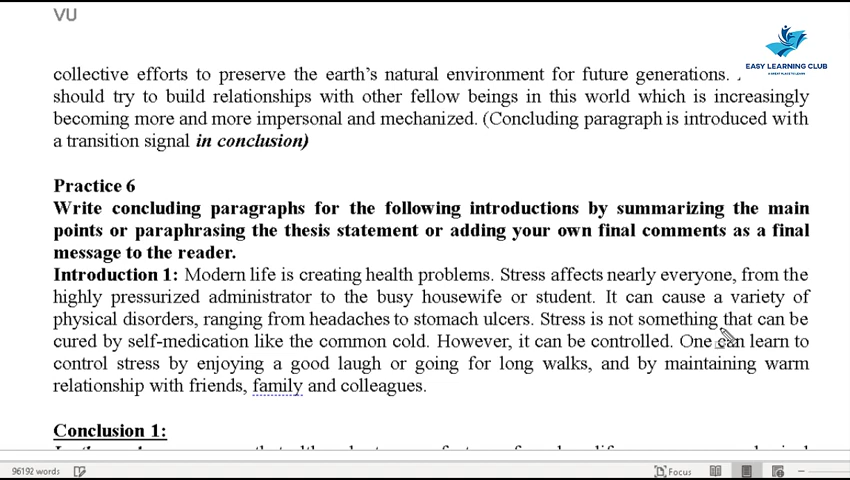 VU
EASY LEARNING CLUB
A GREAT PLACE TO LEARN
collective efforts to preserve the earth's natural environment for future generations.
should try to build relationships with other fellow beings in this world which is increasingly
becoming more and more impersonal and mechanized. (Concluding paragraph is introduced with
a transition signal in conclusion)
Practice 6
Write concluding paragraphs for the following introductions by summarizing the main
points or paraphrasing the thesis statement or adding your own final comments as a final
message to the reader.
Introduction 1: Modern life is creating health problems. Stress affects nearly everyone, from the
highly pressurized administrator to the busy housewife or student. It can cause a variety of
physical disorders, ranging from headaches to stomach ulcers. Stress is not something that can be
cured by self-medication like the common cold. However, it can be controlled. One can learn to
control stress by enjoying a good laugh or going for long walks, and by maintaining warm
relationship with friends, family and colleagues.
Conclusion 1:
96192 words
Focus